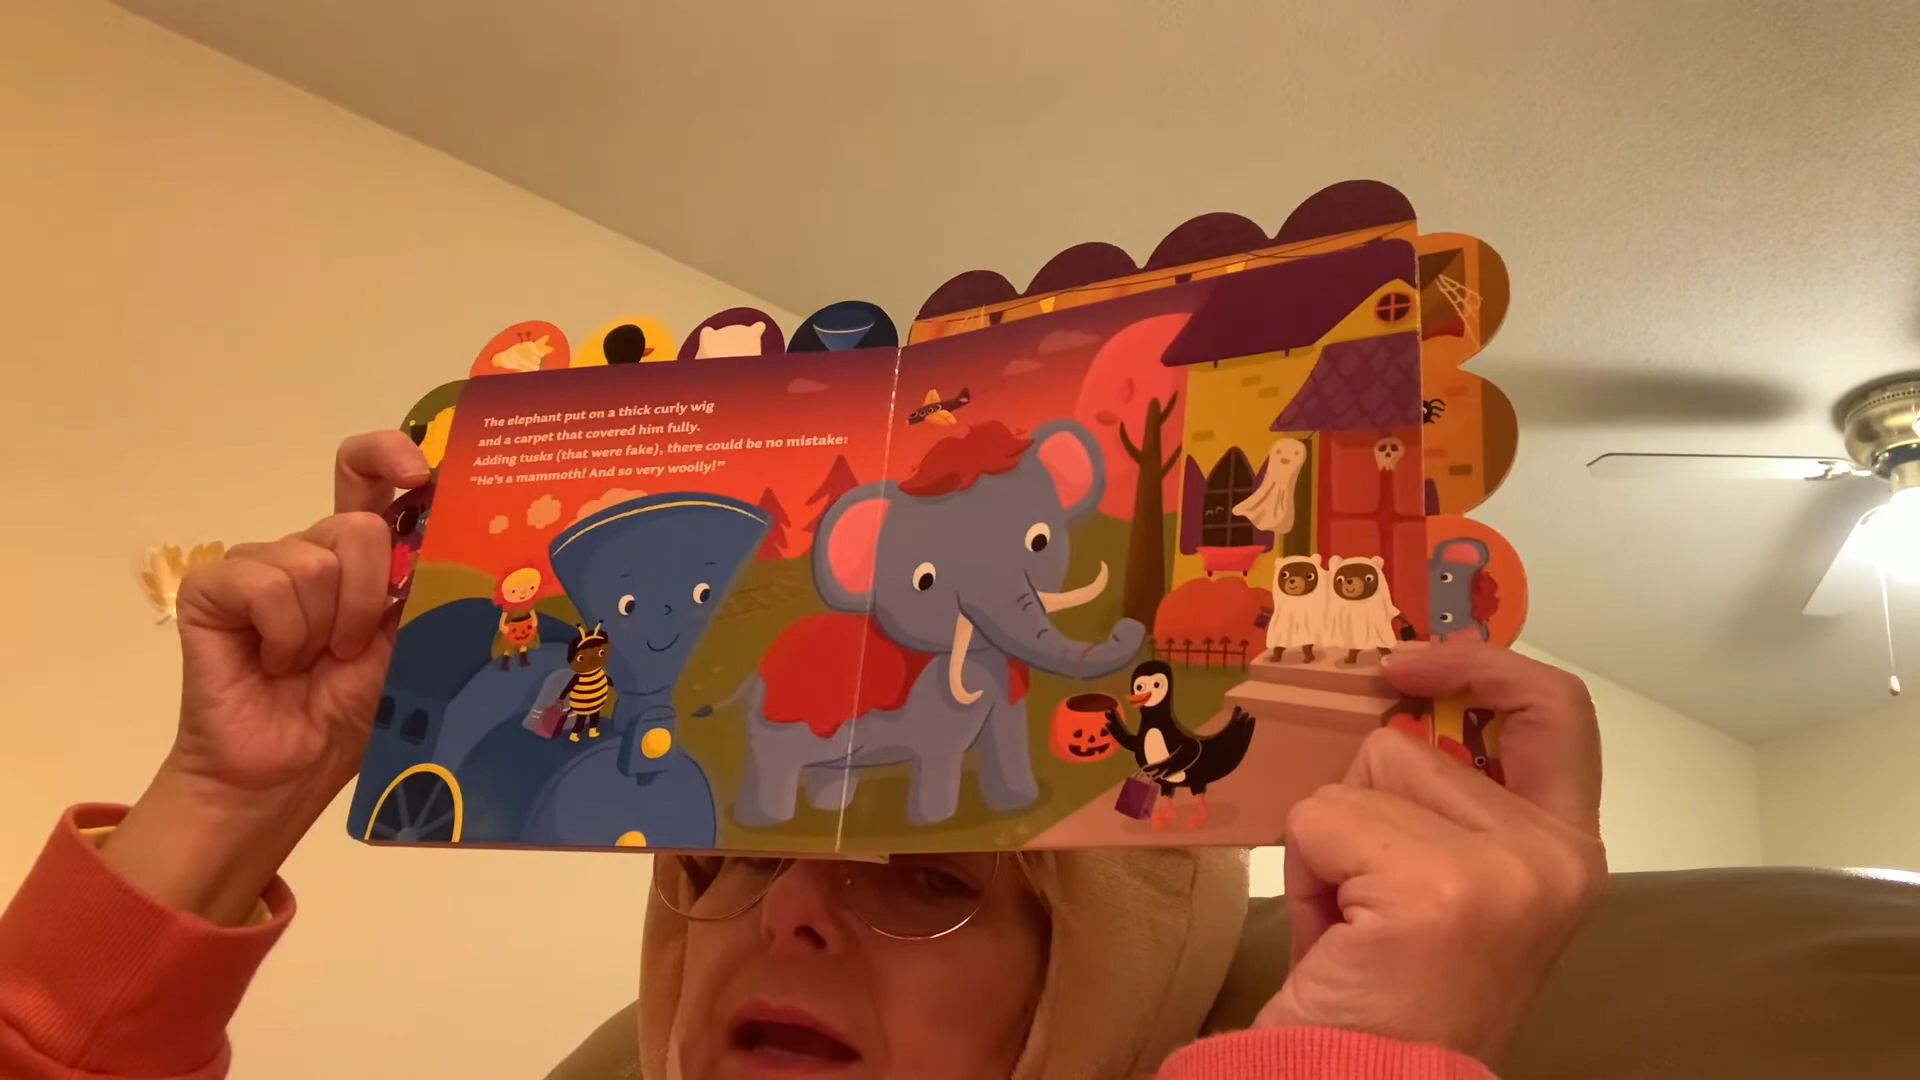 The elephant put on a thick curly wig
and a carpet that covered him fully.
Adding tusks (that were fake), there could be no mistake:
“He’s a mammoth! And so very woolly!”